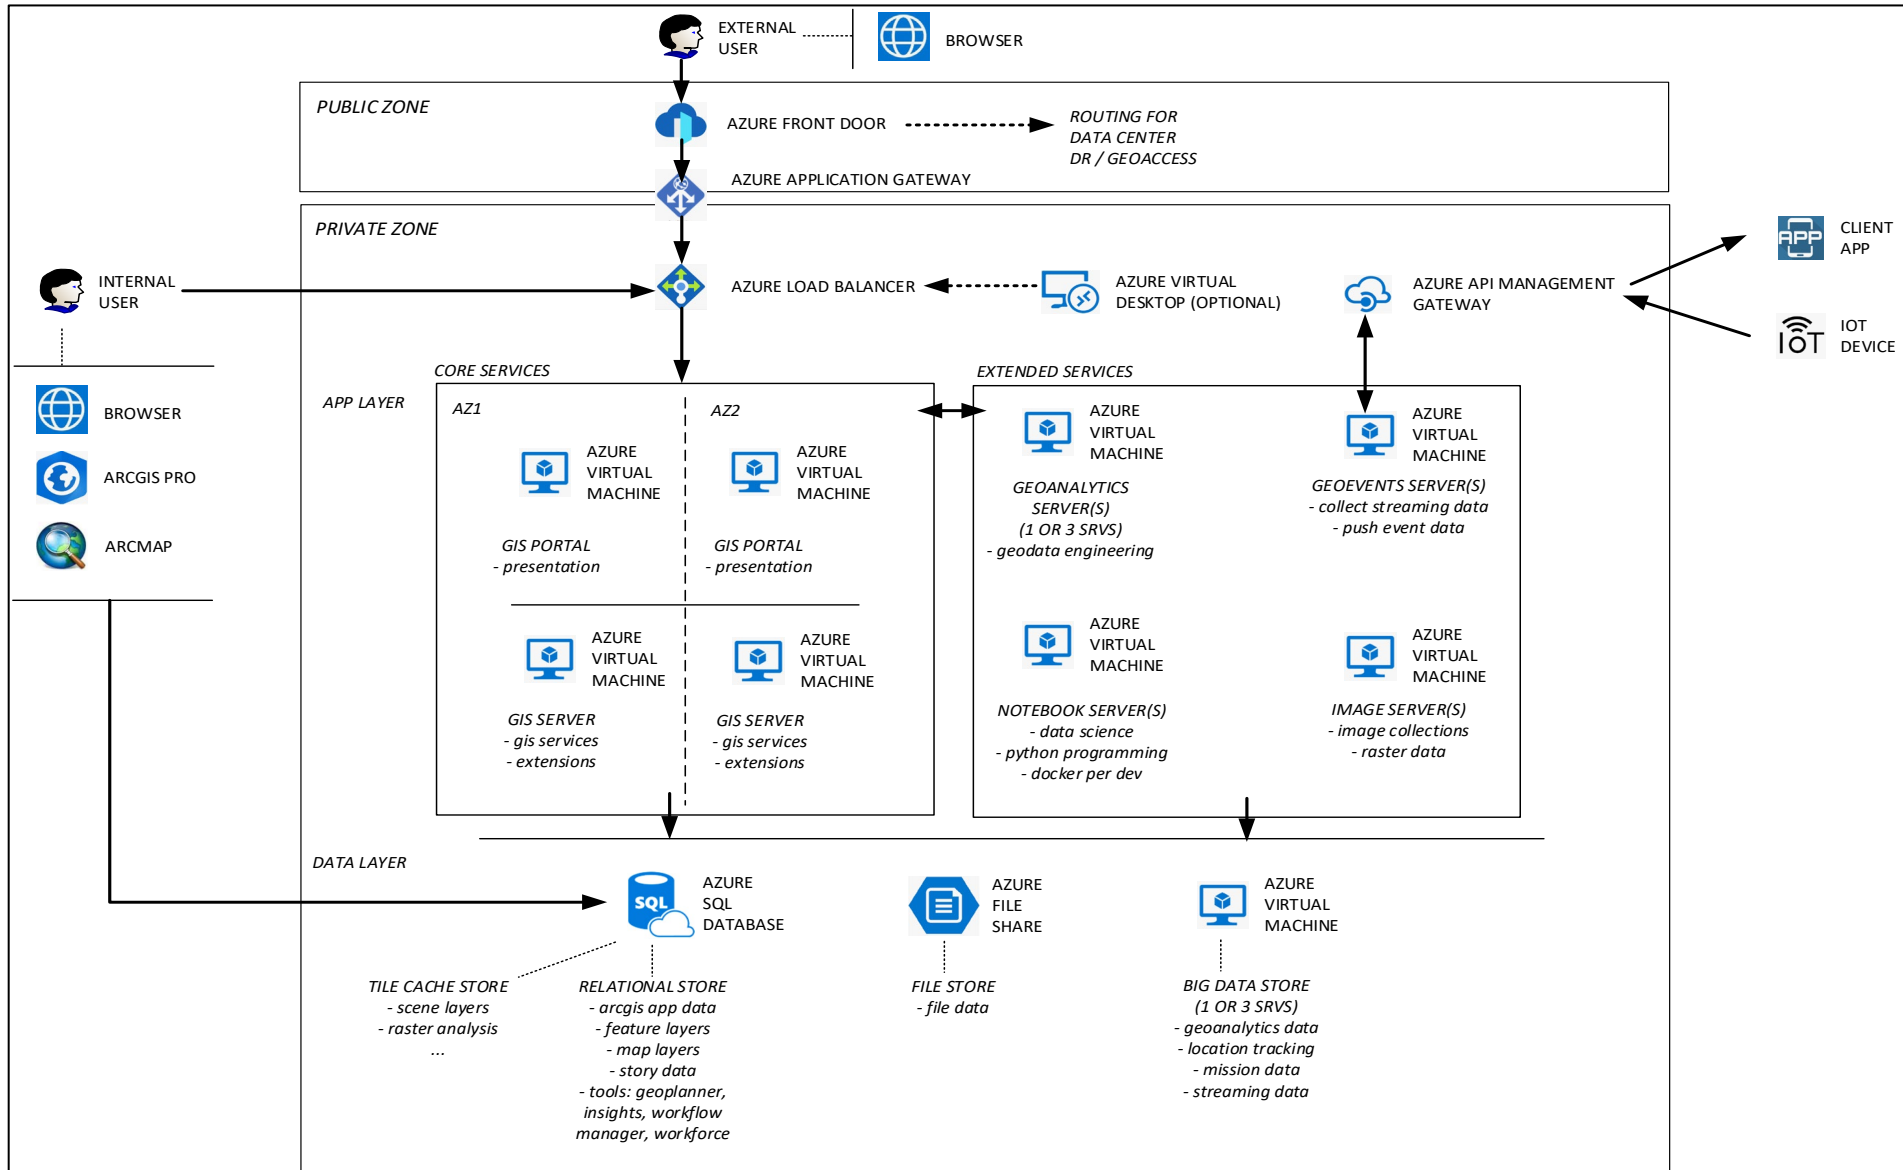 EXTERNAL
USER
BROWSER
PUBLIC ZONE
AZURE FRONT DOOR
ROUTING FOR
DATA CENTER
DR / GEOACCESS
AZURE APPLICATION GATEWAY
PRIVATE ZONE
INTERNAL
USER
AZURE LOAD BALANCER
AZURE VIRTUAL
DESKTOP (OPTIONAL)
AZURE API MANAGEMENT
GATEWAY
APP
CLIENT
APP
IoT
IOT
DEVICE
BROWSER
ARCGIS PRO
ARCMAP
APP LAYER
CORE SERVICES
AZ1
AZ2
AZURE
VIRTUAL
MACHINE
GIS PORTAL
- presentation
AZURE
VIRTUAL
MACHINE
GIS PORTAL
- presentation
AZURE
VIRTUAL
MACHINE
GIS SERVER
- gis services
- extensions
AZURE
VIRTUAL
MACHINE
GIS SERVER
- gis services
- extensions
EXTENDED SERVICES
AZURE
VIRTUAL
MACHINE
GEOANALYTICS
SERVER(S)
(1 OR 3 SRVS)
- geodata engineering
AZURE
VIRTUAL
MACHINE
GEOEVENTS SERVER(S)
- collect streaming data
- push event data
AZURE
VIRTUAL
MACHINE
NOTEBOOK SERVER(S)
- data science
- python programming
- docker per dev
AZURE
VIRTUAL
MACHINE
IMAGE SERVER(S)
- image collections
- raster data
DATA LAYER
SQL
AZURE
SQL
DATABASE
TILE CACHE STORE
- scene layers
- raster analysis
...
RELATIONAL STORE
- arcgis app data
- feature layers
- map layers
- story data
- tools: geoplanner,
insights, workflow
manager, workforce
AZURE
FILE
SHARE
FILE STORE
- file data
AZURE
VIRTUAL
MACHINE
BIG DATA STORE
(1 OR 3 SRVS)
- geoanalytics data
- location tracking
- mission data
- streaming data